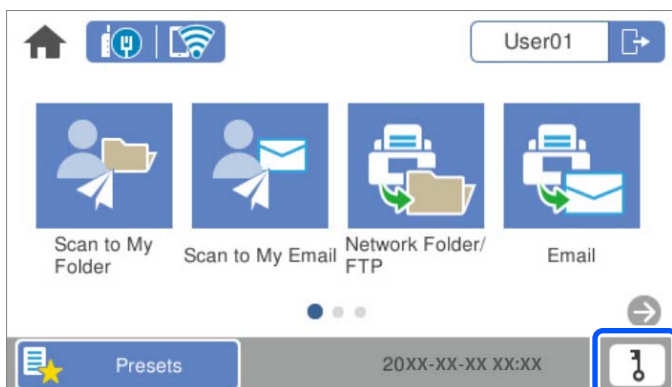 User01
Scan to My
Folder
Scan to My Email
Network Folder/
FTP
Email
Presets
20XX-XX-XX XX:XX